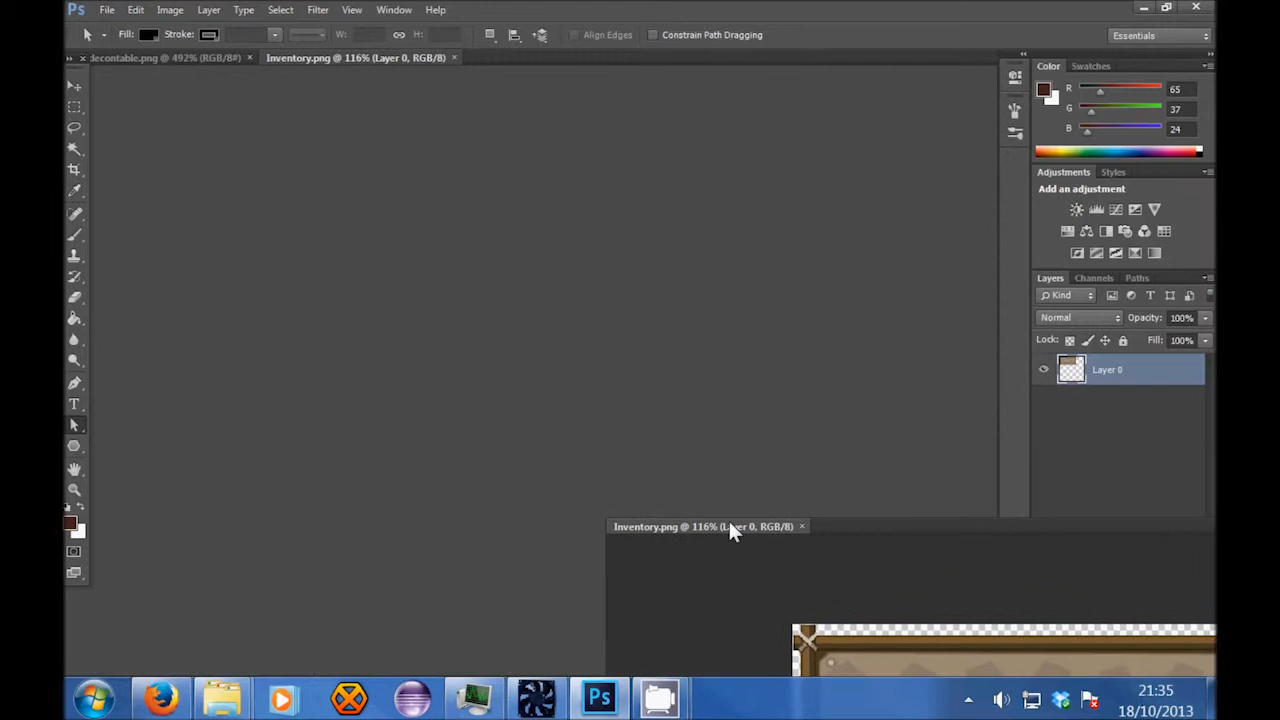 Ps File Edit Image Layer Type Select Filter View Window Help
Fill: Stroke: W: H: Align Edges Constrain Path Dragging Essentials
decontable.png @ 492% (RGB/8#) × Inventory.png @ 116% (Layer 0, RGB/8) ×
Color Swatches
R 65
G 37
B 24
Adjustments Styles
Add an adjustment
Layers Channels Paths
Kind
Normal Opacity: 100%
Lock: Fill: 100%
Layer 0
Inventory.png @ 116% (Layer 0, RGB/8) ×
Ps
21:35
18/10/2013